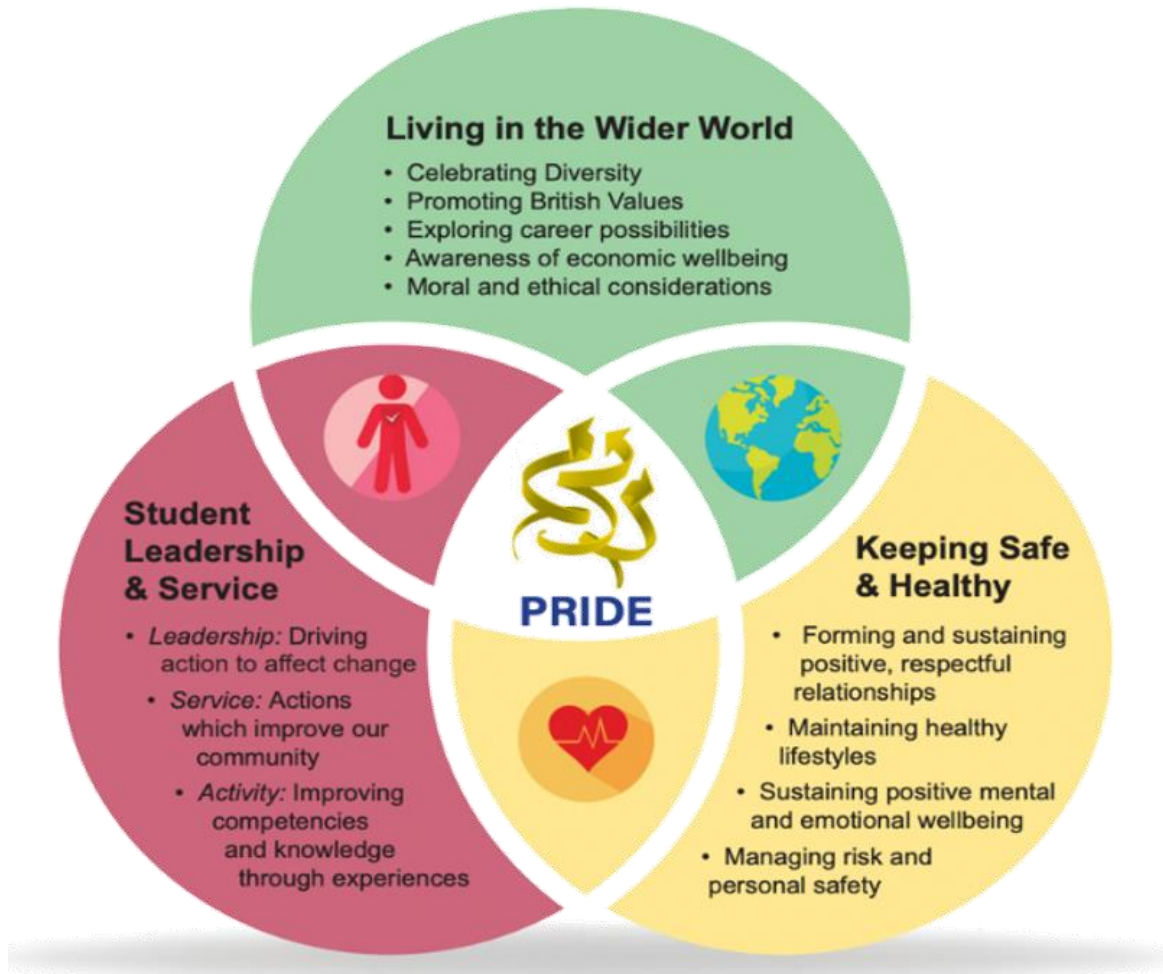 Living in the Wider World
• Celebrating Diversity
• Promoting British Values
• Exploring career possibilities
• Awareness of economic wellbeing
• Moral and ethical considerations
PRIDE
Student
Leadership
& Service
• Leadership: Driving
action to affect change
• Service: Actions
which improve our
community
• Activity: Improving
competencies
and knowledge
through experiences
Keeping Safe
& Healthy
• Forming and sustaining
positive, respectful
relationships
• Maintaining healthy
lifestyles
• Sustaining positive mental
and emotional wellbeing
• Managing risk and
personal safety